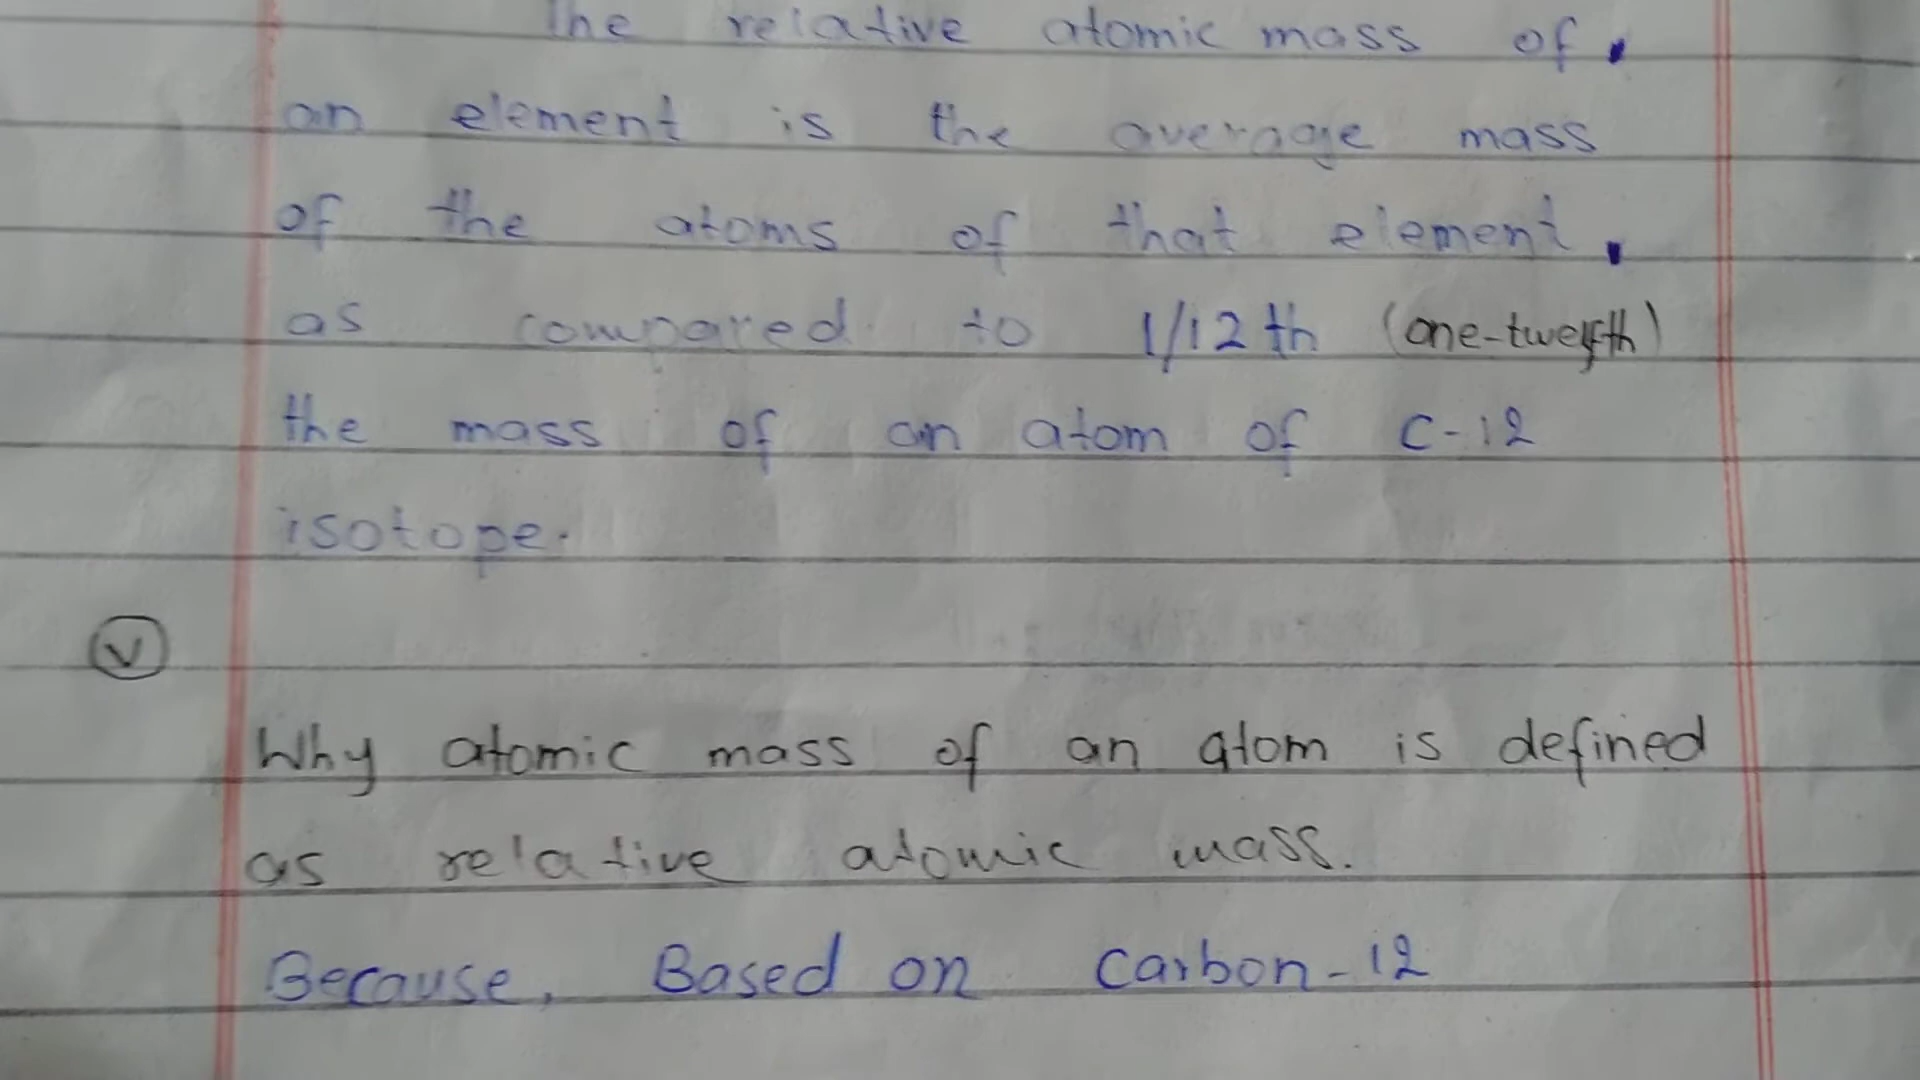 The relative atomic mass of
an element is the average mass
of the atoms of that element
as compared to 1/12th (one-twelfth)
the mass of an atom of C-12
isotope.
V
Why atomic mass of an atom is defined
as relative atomic mass.
Because, Based on Carbon-12